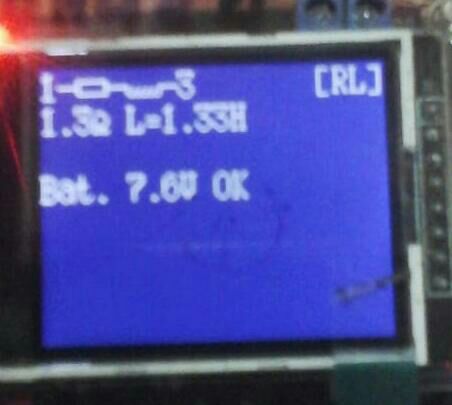 1 3 [RL]
1.3Ω L=1.33H
Bat. 7.6V OK